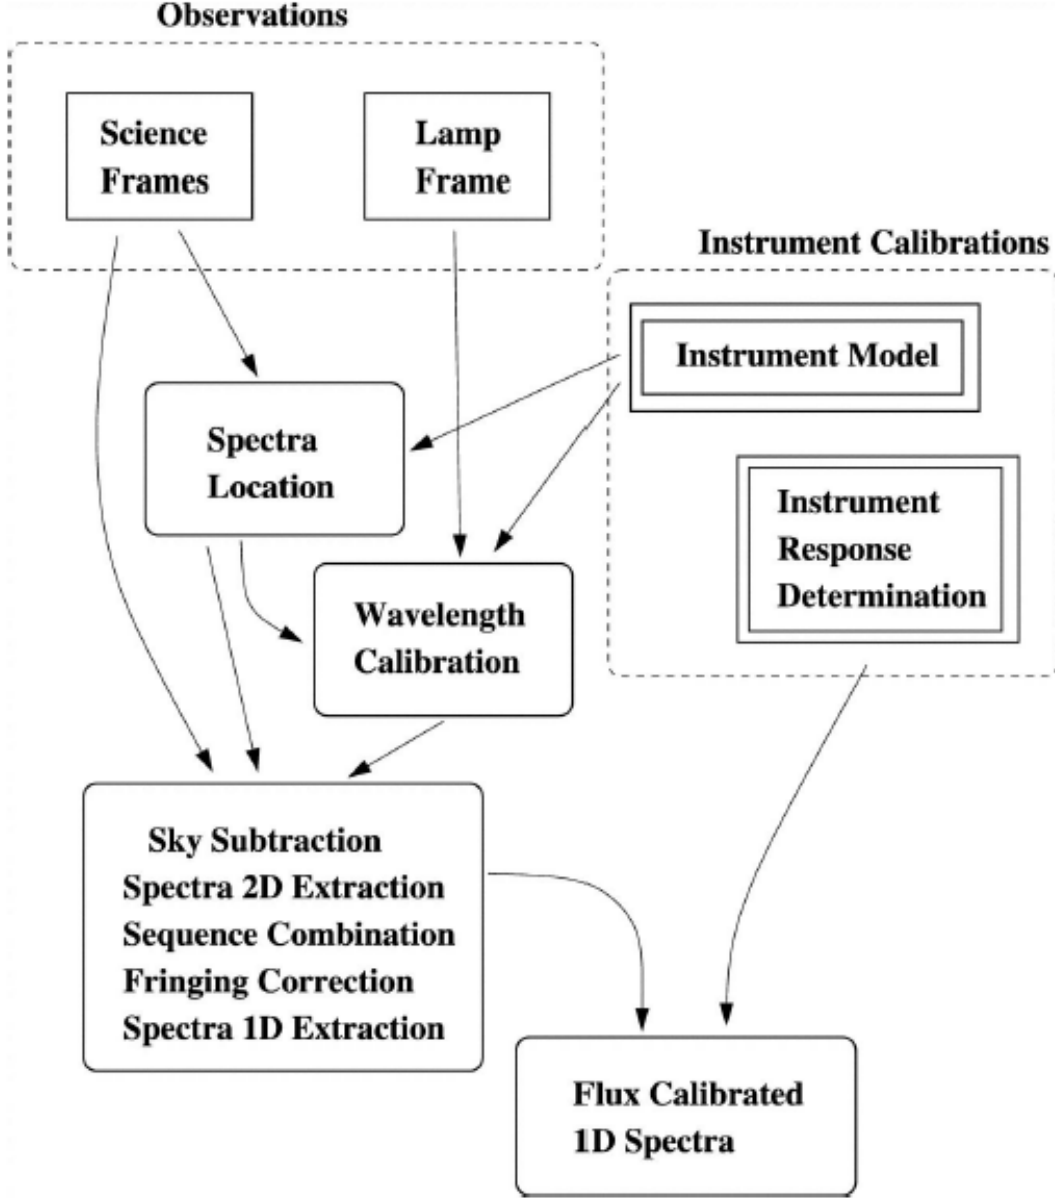 Observations
Science
Frames
Lamp
Frame
Instrument Calibrations
Instrument Model
Spectra
Location
Instrument
Response
Determination
Wavelength
Calibration
Sky Subtraction
Spectra 2D Extraction
Sequence Combination
Fringing Correction
Spectra 1D Extraction
Flux Calibrated
1D Spectra